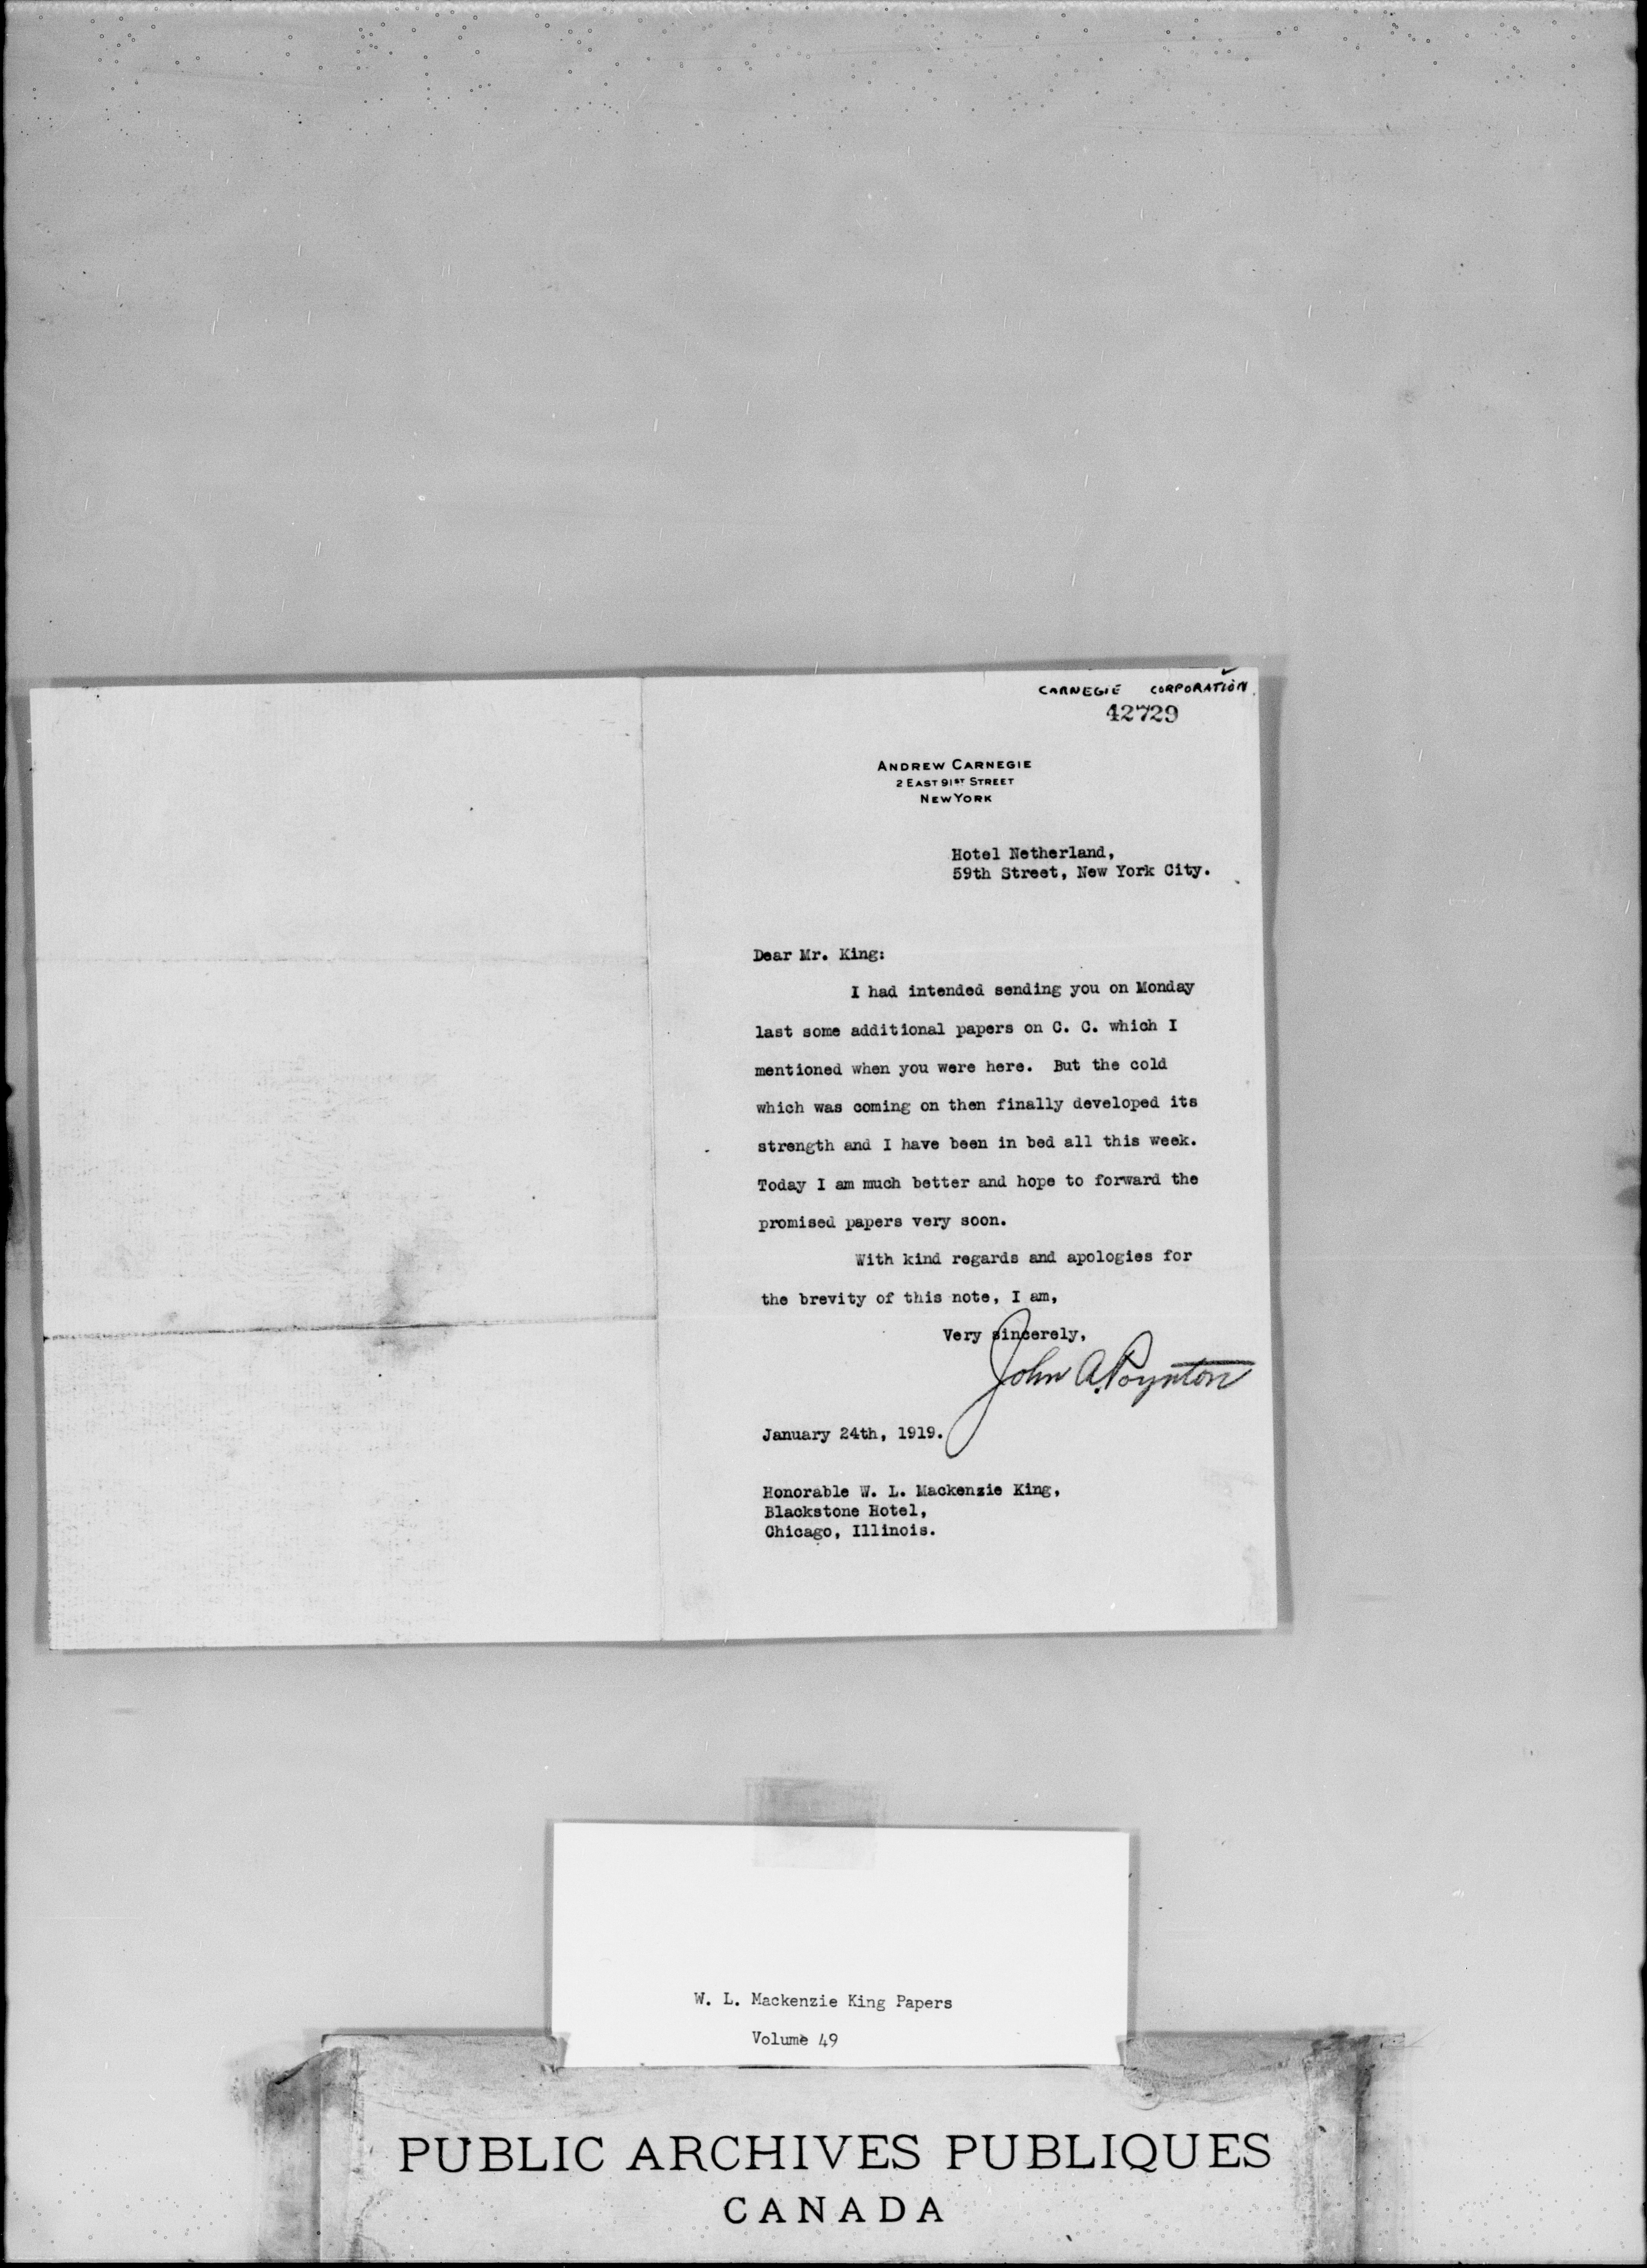 CARNEGIE CORPORATION
42729
ANDREW CARNEGIE
2 EAST 91ST STREET
NEW YORK
Hotel Netherland,
59th Street, New York City.
Dear Mr. King:
I had intended sending you on Monday
last some additional papers on C. C. which I
mentioned when you were here. But the cold
which was coming on then finally developed its
strength and I have been in bed all this week.
Today I am much better and hope to forward the
promised papers very soon.
With kind regards and apologies for
the brevity of this note, I am,
Very sincerely,
John A. Poynton
January 24th, 1919.
Honorable W. L. Mackenzie King,
Blackstone Hotel,
Chicago, Illinois.
W. L. Mackenzie King Papers
Volume 49
PUBLIC ARCHIVES PUBLIQUES
CANADA